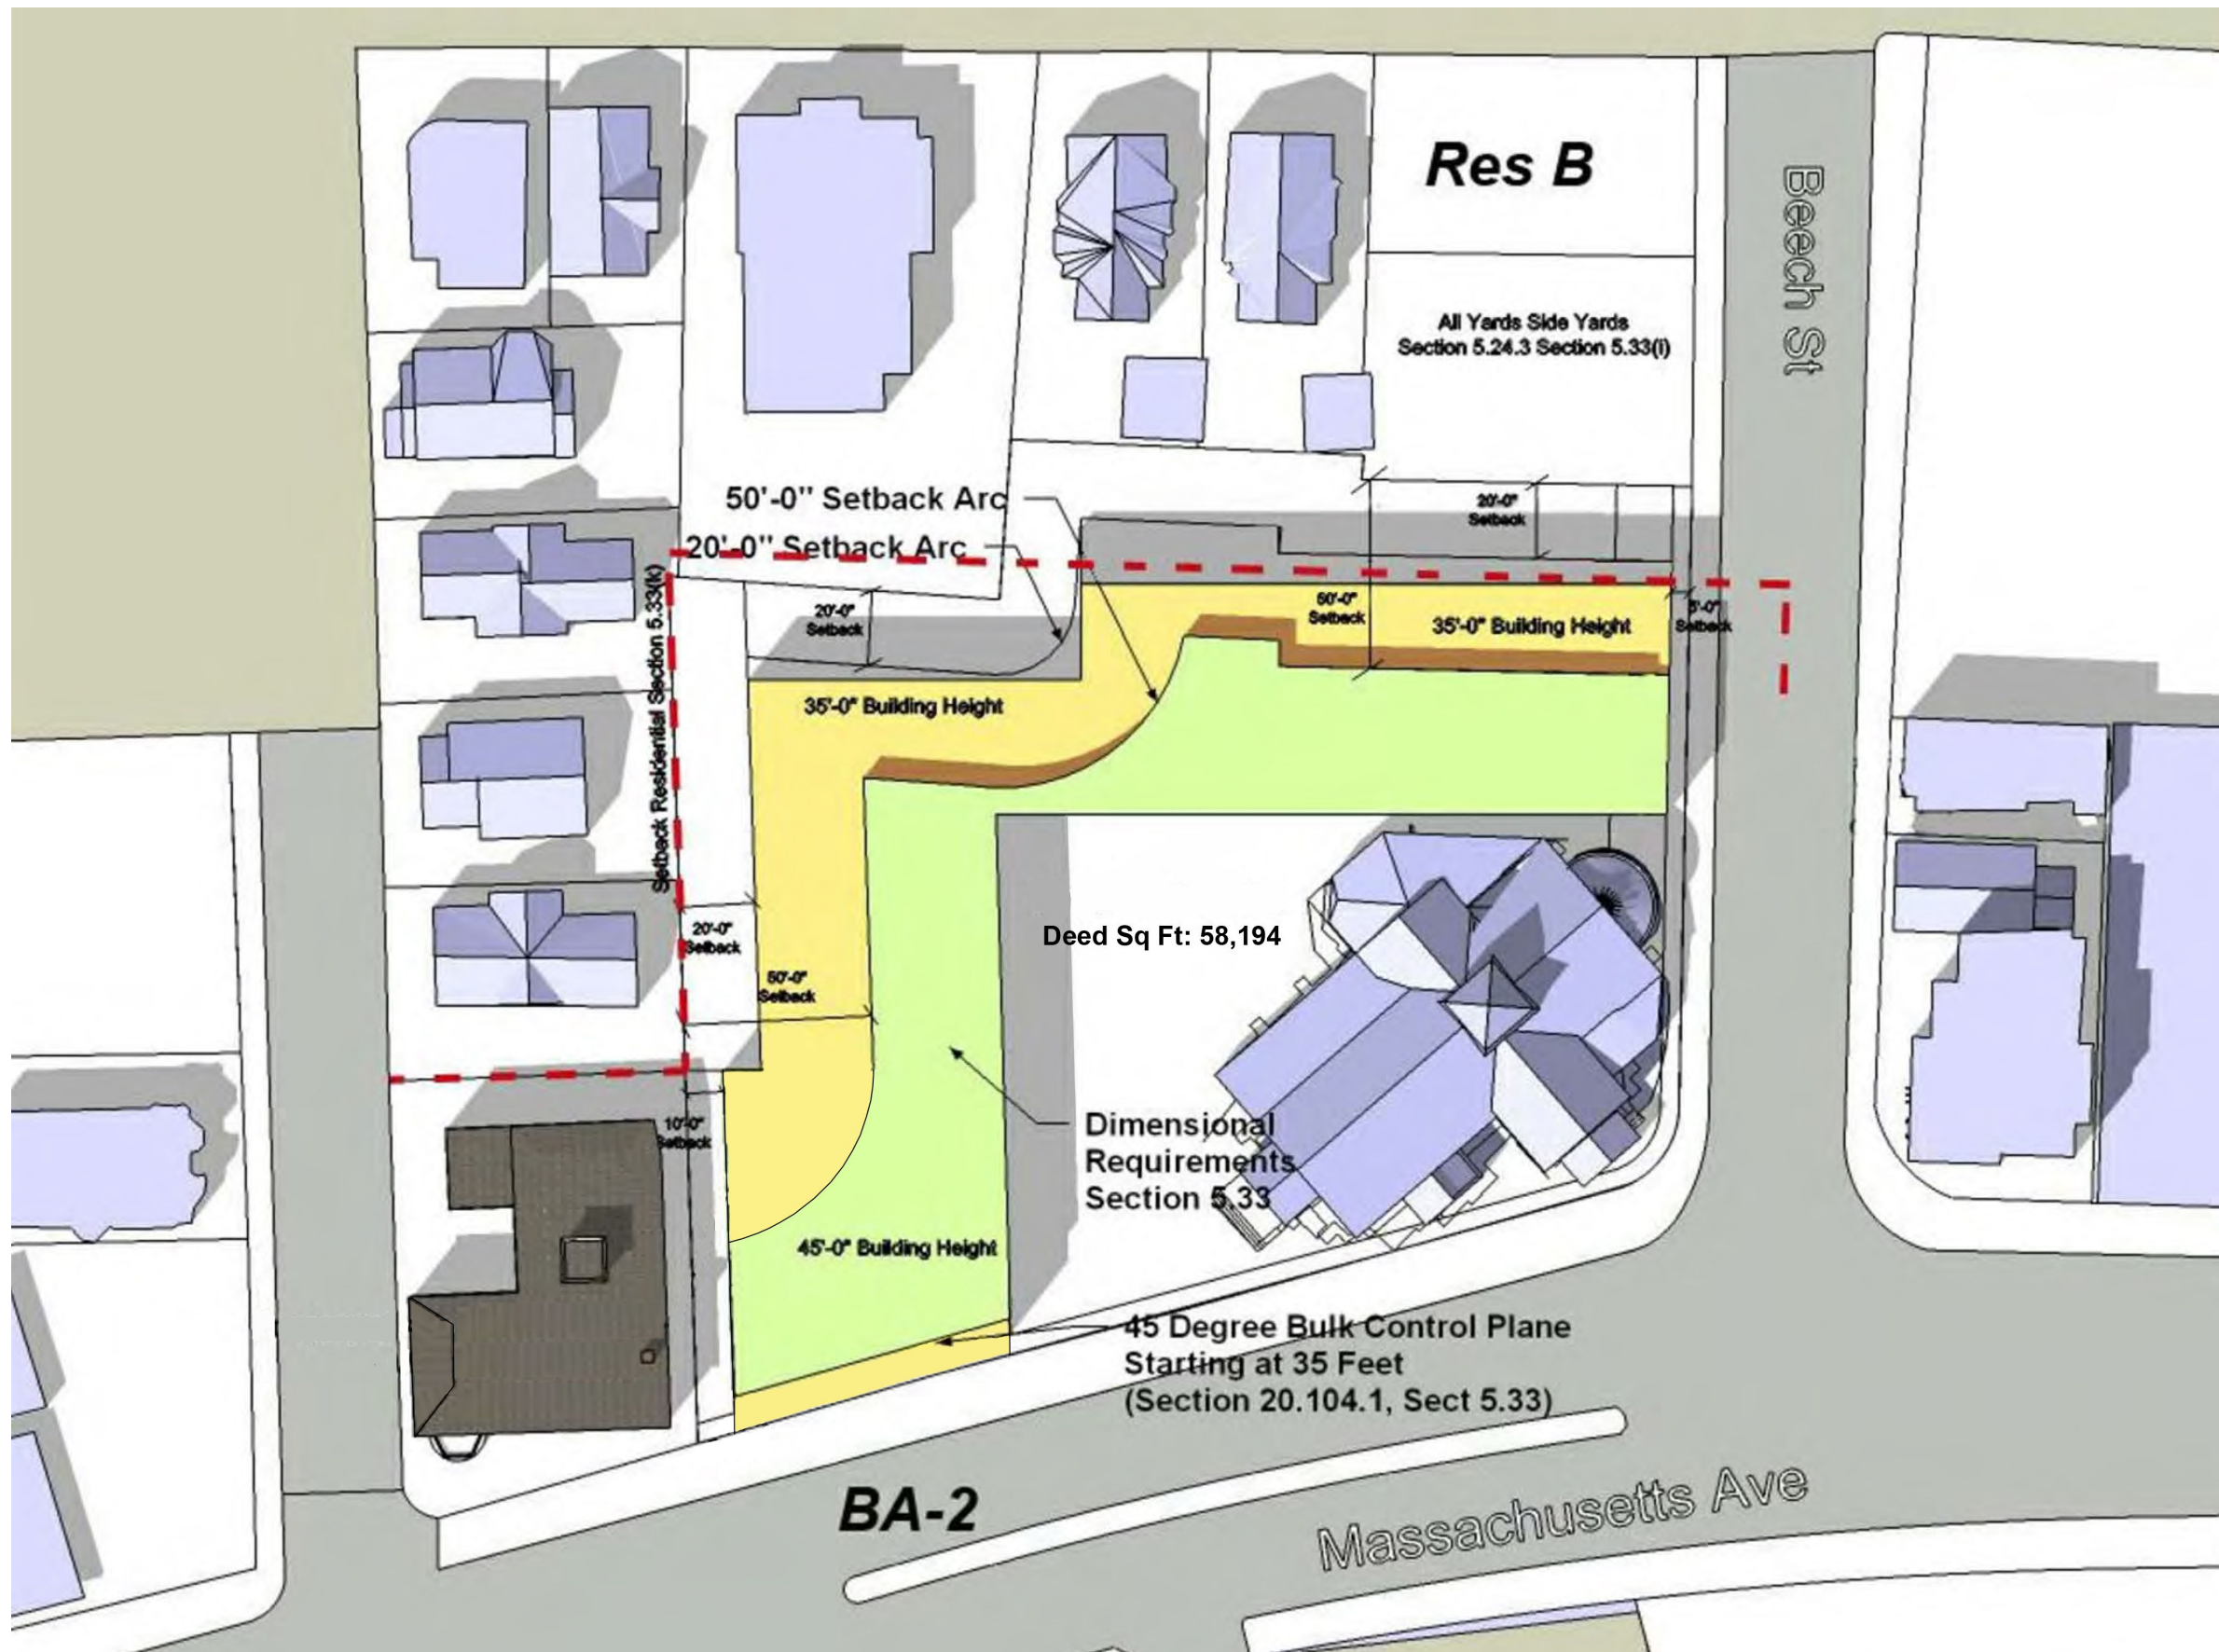 Res B
Beech St
All Yards Side Yards
Section 5.24.3 Section 5.33(i)
50'-0" Setback Arc
20'-0"
Setback
20'-0" Setback Arc
Setback Residential Section 5.33(k)
20'-0"
Setback
50'-0"
Setback
35'-0" Building Height
5'-0"
Setback
35'-0" Building Height
20'-0"
Setback
Deed Sq Ft: 58,194
50'-0"
Setback
10'-0"
Setback
Dimensional
Requirements
Section 5.33
45'-0" Building Height
45 Degree Bulk Control Plane
Starting at 35 Feet
(Section 20.104.1, Sect 5.33)
BA-2
Massachusetts Ave